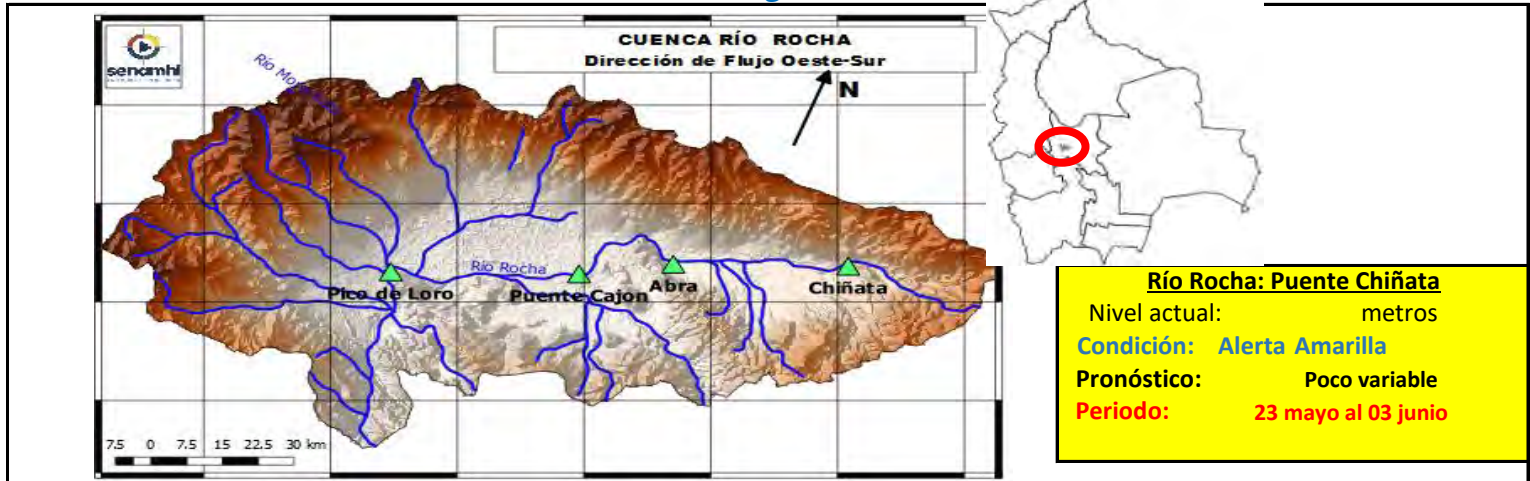 senamhi
CUENCA RÍO ROCHA
Dirección de Flujo Oeste-Sur
N
Río Rocha
Pico de Loro
Puente Cajon
Abra
Chiñata
7.5 0 7.5 15 22.5 30 km
Río Rocha: Puente Chiñata
Nivel actual: metros
Condición: Alerta Amarilla
Pronóstico: Poco variable
Periodo: 23 mayo al 03 junio